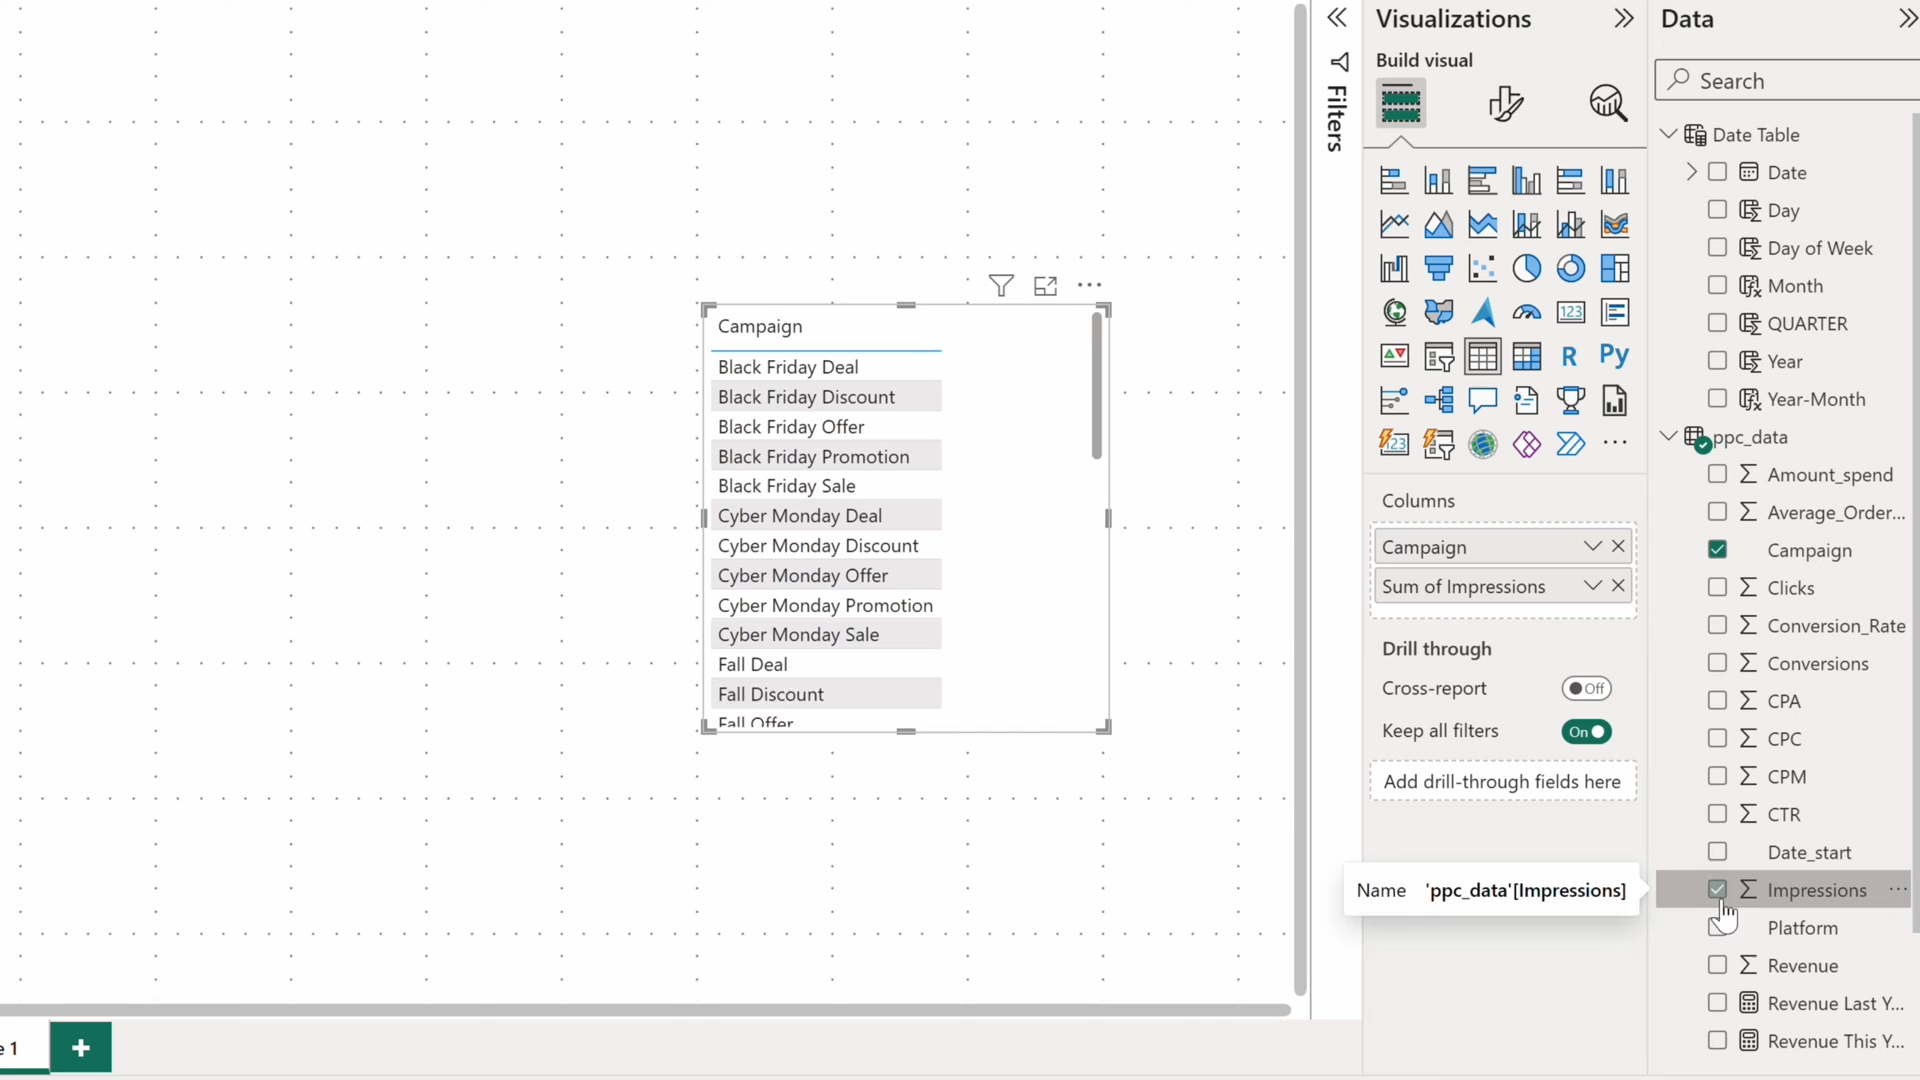 Campaign
Black Friday Deal
Black Friday Discount
Black Friday Offer
Black Friday Promotion
Black Friday Sale
Cyber Monday Deal
Cyber Monday Discount
Cyber Monday Offer
Cyber Monday Promotion
Cyber Monday Sale
Fall Deal
Fall Discount
Fall Offer
e 1
Filters
Visualizations
Build visual
123
R
Py
123
Columns
Campaign
Sum of Impressions
Drill through
Cross-report
Off
Keep all filters
On
Add drill-through fields here
Name 'ppc_data'[Impressions]
Data
Search
Date Table
Date
Day
Day of Week
Month
QUARTER
Year
Year-Month
ppc_data
Amount_spend
Average_Order...
Campaign
Clicks
Conversion_Rate
Conversions
CPA
CPC
CPM
CTR
Date_start
Impressions
Platform
Revenue
Revenue Last Y...
Revenue This Y...